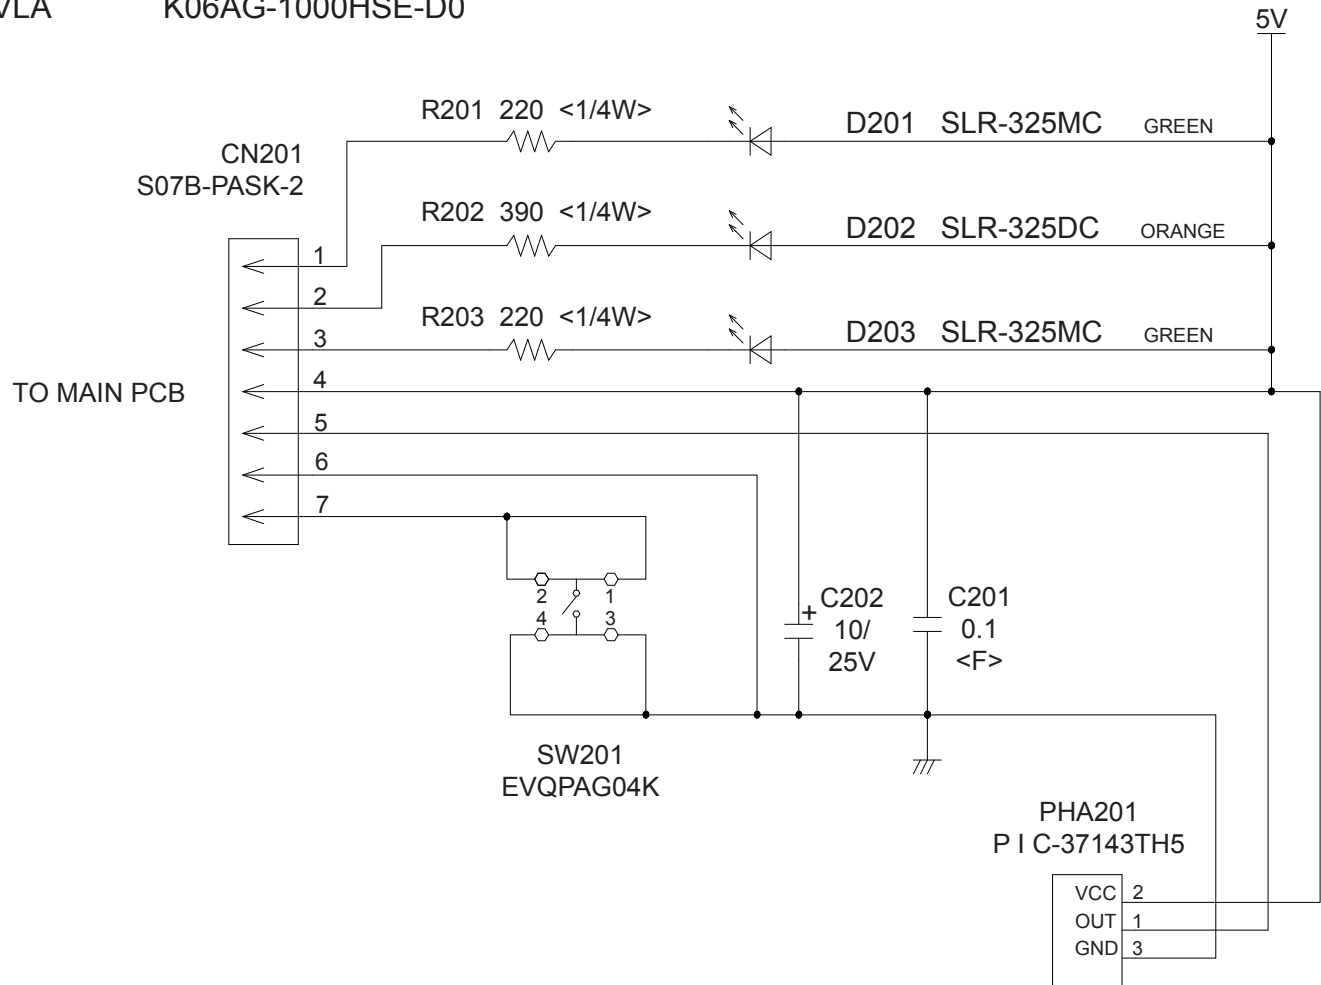 VLA K06AG-1000HSE-D0
5V
R201 220 <1/4W>
D201 SLR-325MC GREEN
CN201
S07B-PASK-2
R202 390 <1/4W>
D202 SLR-325DC ORANGE
1
2
R203 220 <1/4W>
D203 SLR-325MC GREEN
3
TO MAIN PCB
4
5
6
7
2 1
4 3
+ C202
10/
25V
C201
0.1
<F>
SW201
EVQPAG04K
PHA201
P I C-37143TH5
VCC 2
OUT 1
GND 3